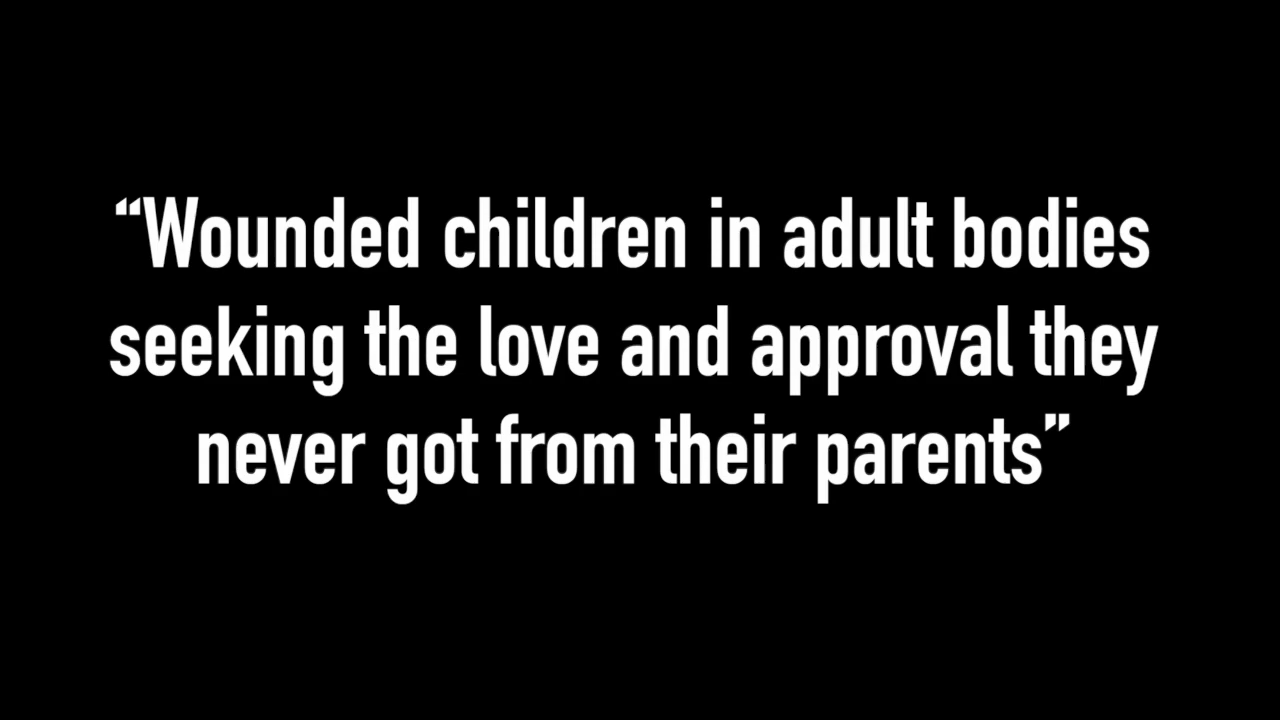 “Wounded children in adult bodies
seeking the love and approval they
never got from their parents”